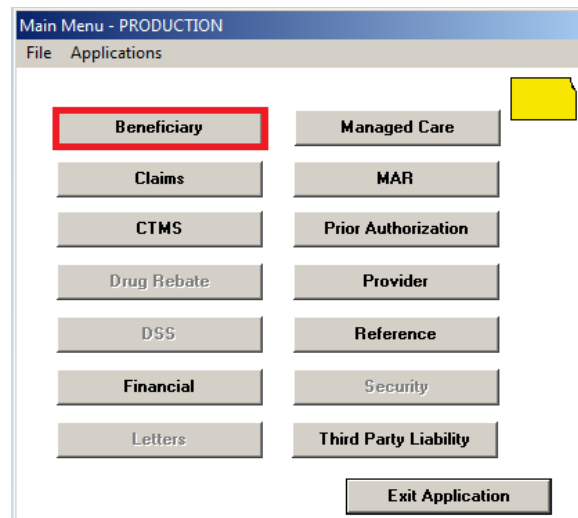 Main Menu - PRODUCTION
File Applications
Beneficiary Managed Care
Claims MAR
CTMS Prior Authorization
Drug Rebate Provider
DSS Reference
Financial Security
Letters Third Party Liability
Exit Application